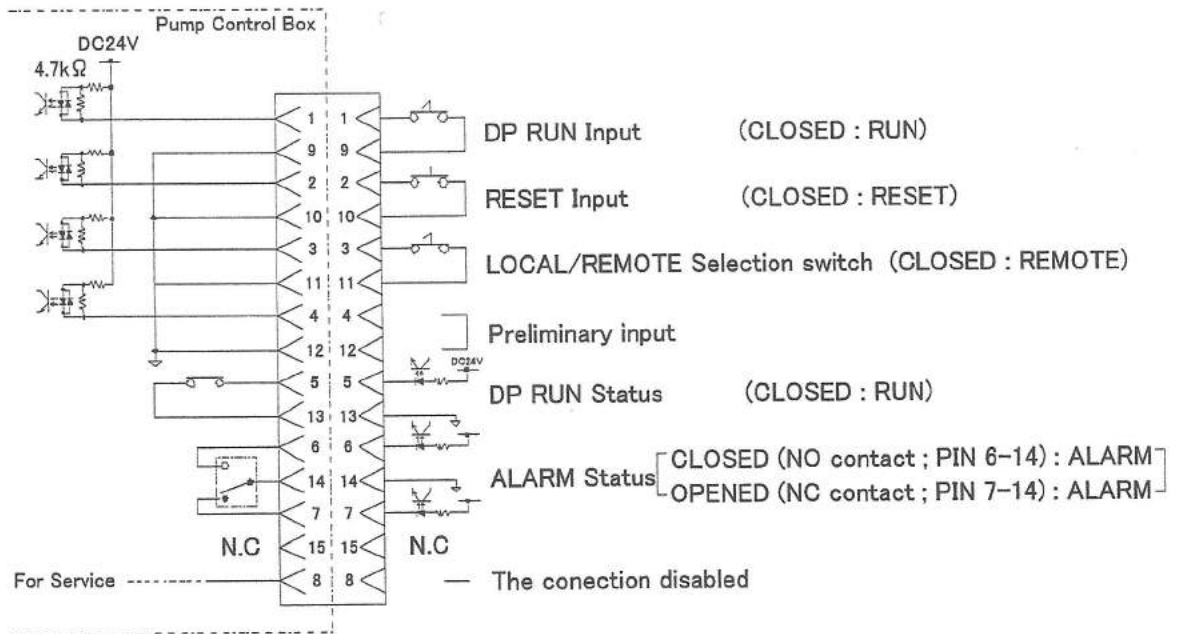 Pump Control Box
DC24V
4.7kΩ
1 1
DP RUN Input (CLOSED : RUN)
9 9
2 2
RESET Input (CLOSED : RESET)
10 10
3 3
LOCAL/REMOTE Selection switch (CLOSED : REMOTE)
11 11
4 4
Preliminary input
12 12
DC24V
5 5
DP RUN Status (CLOSED : RUN)
13 13
6 6
CLOSED (NO contact ; PIN 6-14) : ALARM
14 14
ALARM Status
OPENED (NC contact ; PIN 7-14) : ALARM
7 7
N.C 15 15 N.C
For Service 8 8 The conection disabled